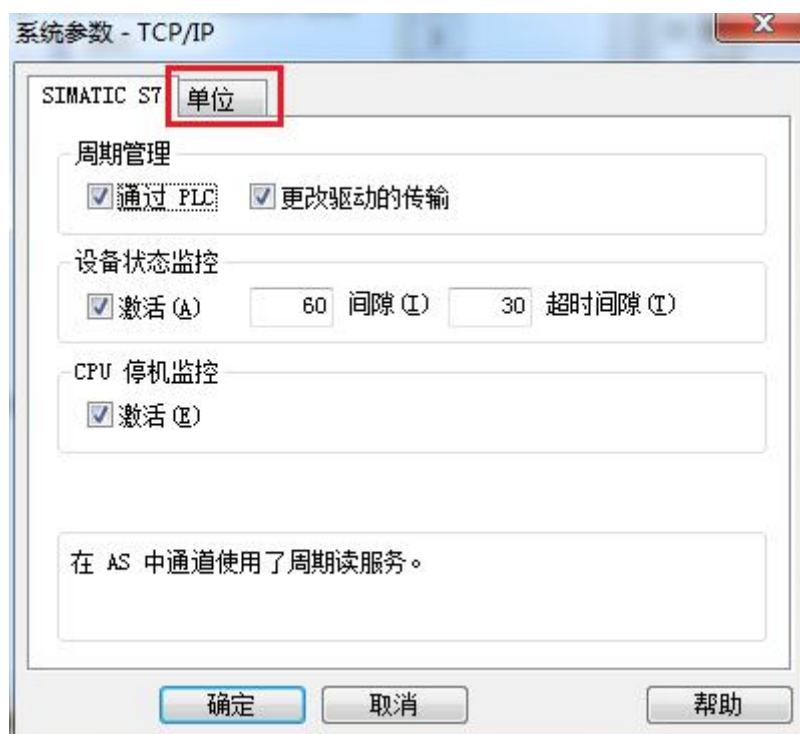 系统参数 - TCP/IP
SIMATIC S7 单位
周期管理
通过 PLC 更改驱动的传输
设备状态监控
激活(A) 60 间隙(I) 30 超时间隙(T)
CPU 停机监控
激活(E)
在 AS 中通道使用了周期读服务。
确定 取消 帮助